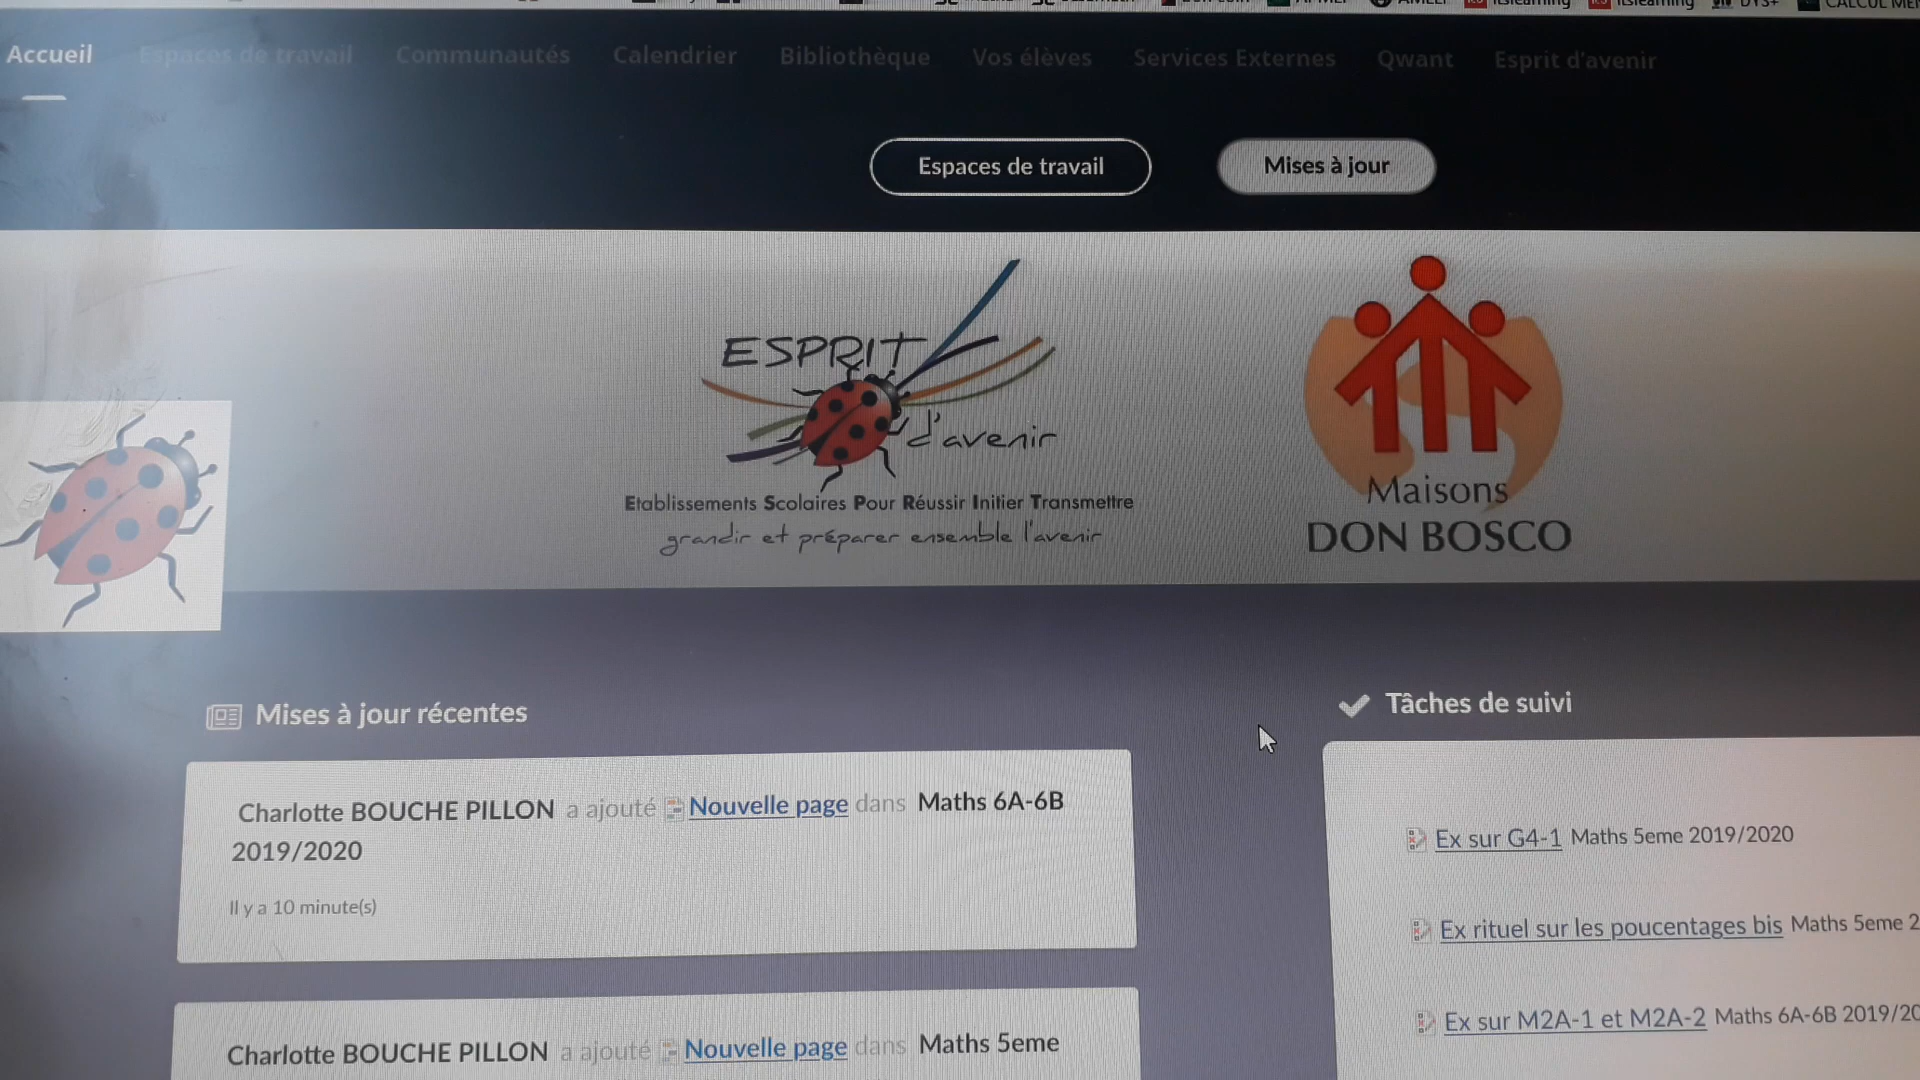 Accueil Espaces de travail Communautés Calendrier Bibliothèque Vos élèves Services Externes Qwant Esprit d'avenir
Espaces de travail Mises à jour
ESPRIT
d'avenir
Etablissements Scolaires Pour Réussir Initier Transmettre
grandir et préparer ensemble l'avenir
Maisons
DON BOSCO
Mises à jour récentes
Charlotte BOUCHE PILLON a ajouté Nouvelle page dans Maths 6A-6B
2019/2020
Il y a 10 minute(s)
Charlotte BOUCHE PILLON a ajouté Nouvelle page dans Maths 5eme
Tâches de suivi
Ex sur G4-1 Maths 5eme 2019/2020
Ex rituel sur les poucentages bis Maths 5eme 2
Ex sur M2A-1 et M2A-2 Maths 6A-6B 2019/20